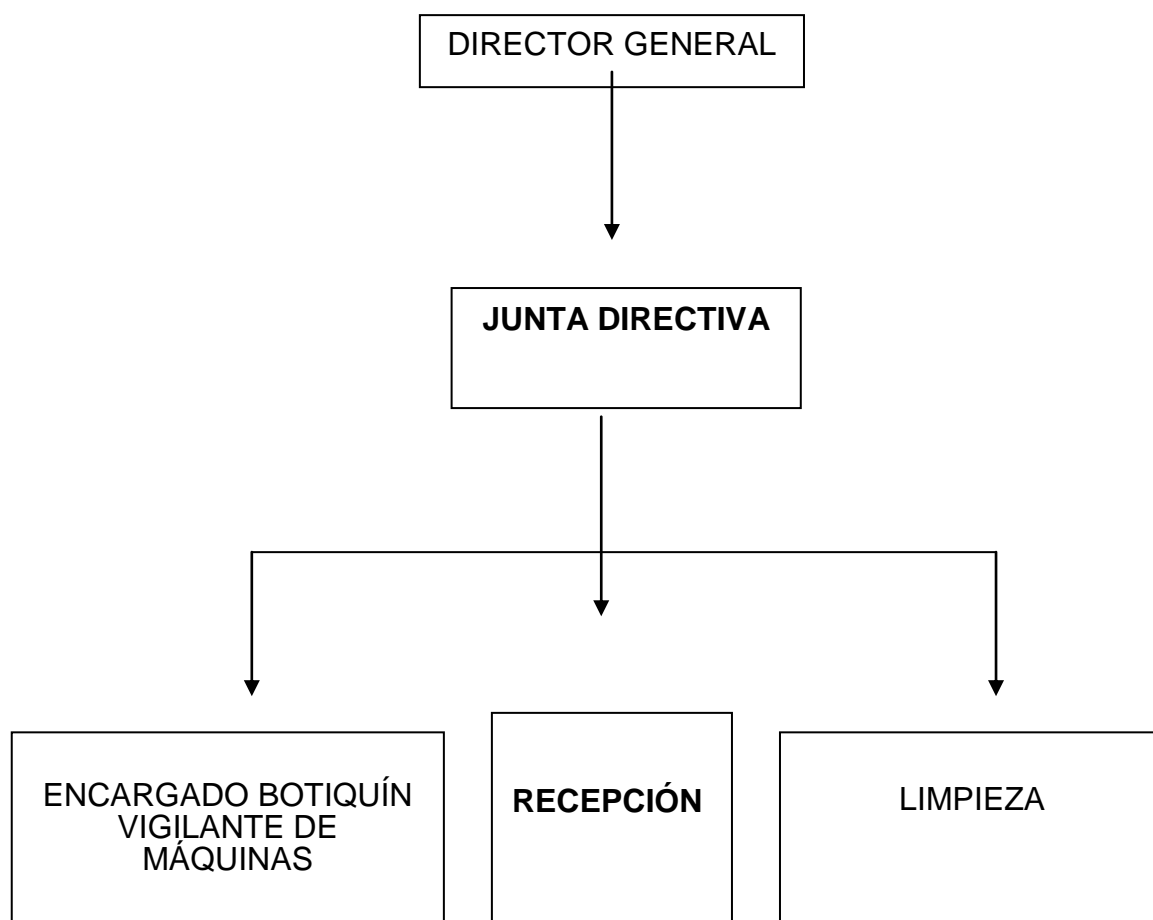 DIRECTOR GENERAL
JUNTA DIRECTIVA
ENCARGADO BOTIQUÍN
VIGILANTE DE
MÁQUINAS
RECEPCIÓN
LIMPIEZA